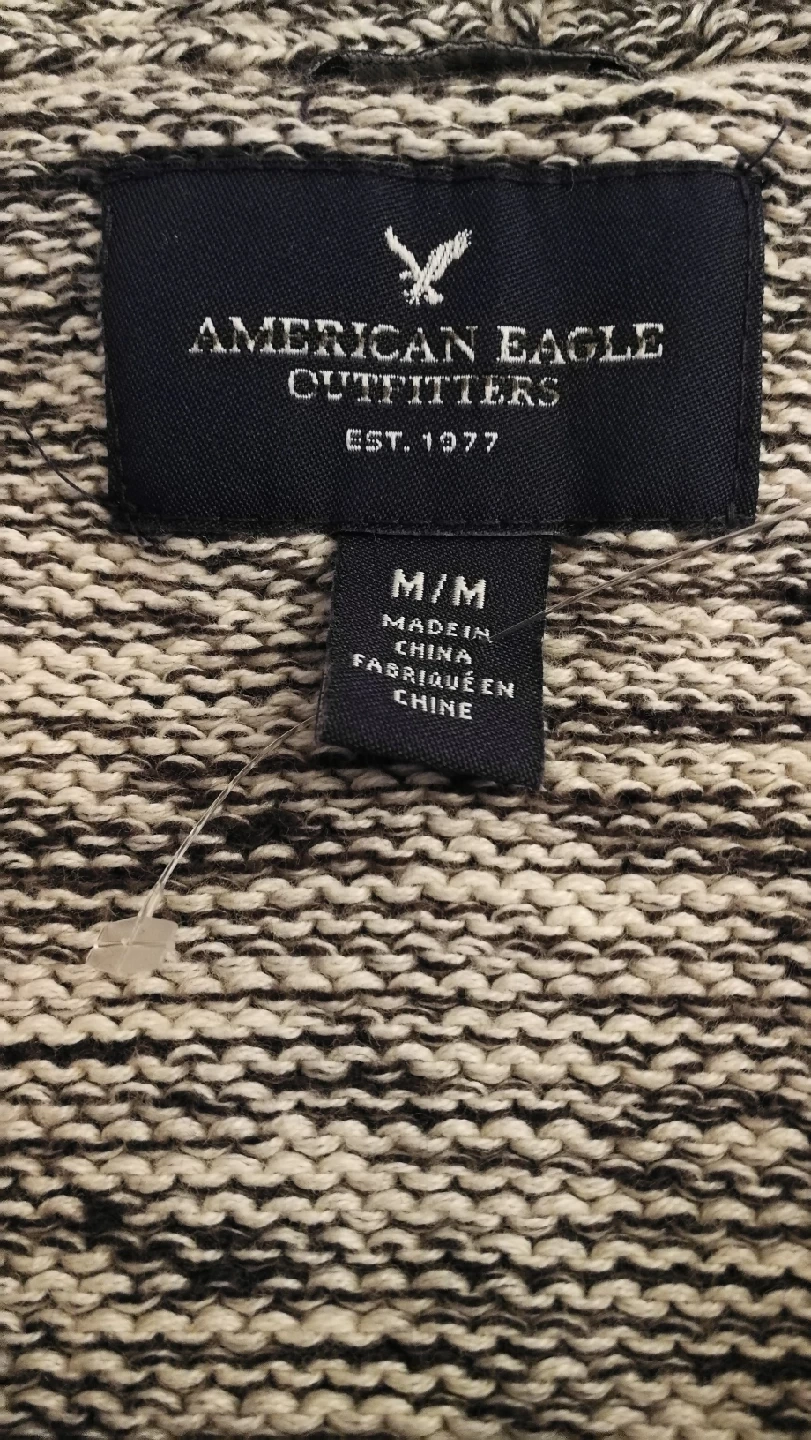 AMERICAN EAGLE
OUTFITTERS
EST. 1977
M/M
MADE IN
CHINA
FABRIQUÉ EN
CHINE